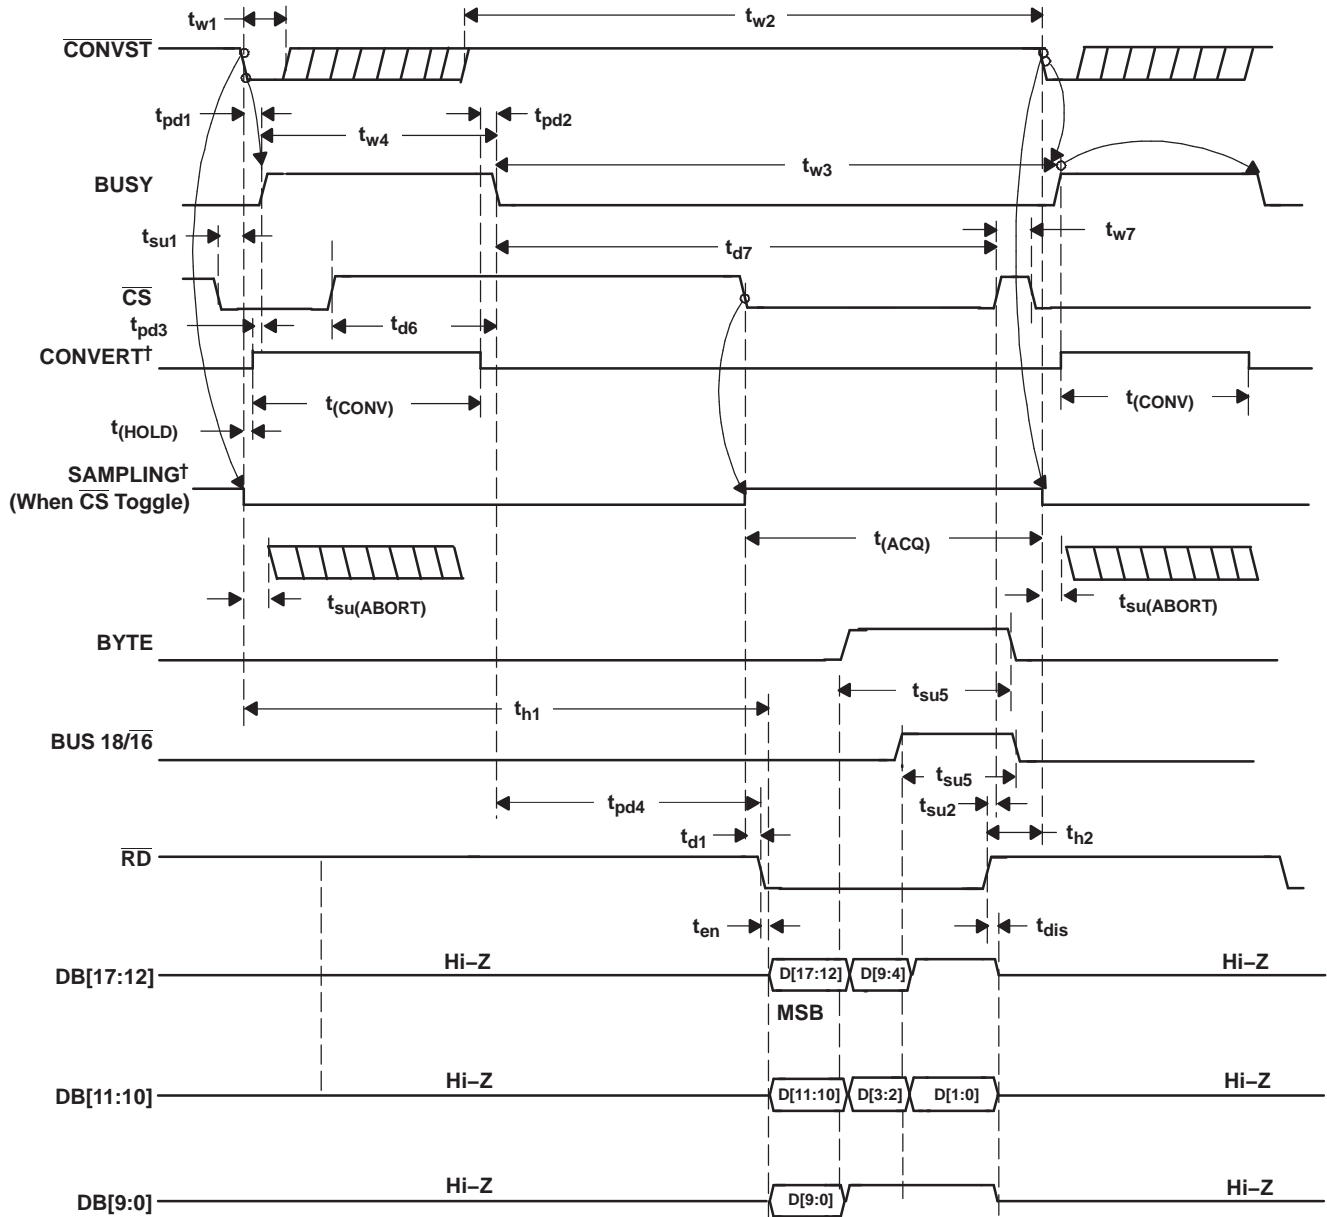 tw1
tw2
CONVST
tpd1
tw4
tpd2
tw3
BUSY
tsu1
td7
tw7
CS
tpd3
td6
CONVERT†
t(CONV)
t(CONV)
t(HOLD)
SAMPLING†
(When CS Toggle)
t(ACQ)
tsu(ABORT)
tsu(ABORT)
BYTE
tsu5
th1
BUS 18/16
tsu5
tpd4
tsu2
td1
th2
RD
ten
tdis
Hi–Z
Hi–Z
DB[17:12]
D[17:12]
D[9:4]
MSB
Hi–Z
Hi–Z
DB[11:10]
D[11:10]
D[3:2]
D[1:0]
Hi–Z
Hi–Z
DB[9:0]
D[9:0]